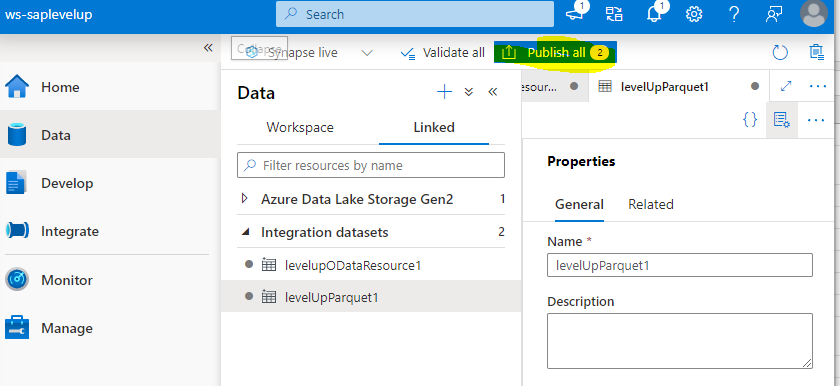 ws-saplevelup
Search
1
1
«
Collapse
Synapse live
Validate all
Publish all 2
Home
Data
Develop
Integrate
Monitor
Manage
Data
Workspace
Linked
Filter resources by name
Azure Data Lake Storage Gen2 1
Integration datasets 2
levelupODataResource1
levelUpParquet1
esour...
levelUpParquet1
{}
Properties
General
Related
Name *
levelUpParquet1
Description